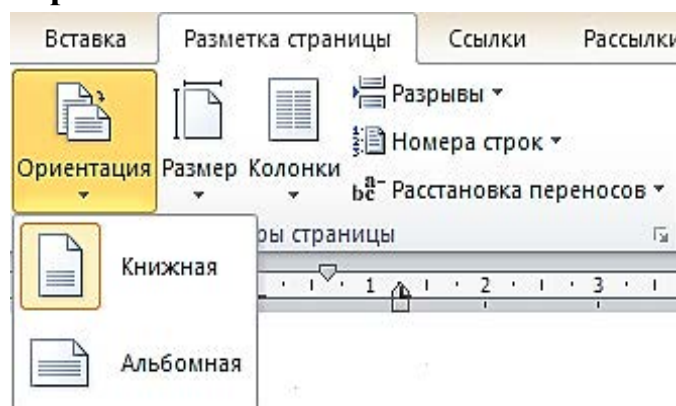 Вставка Разметка страницы Ссылки Рассылки
Разрывы
Номера строк
Ориентация Размер Колонки
Расстановка переносов
страницы
Книжная
1 2 3
Альбомная